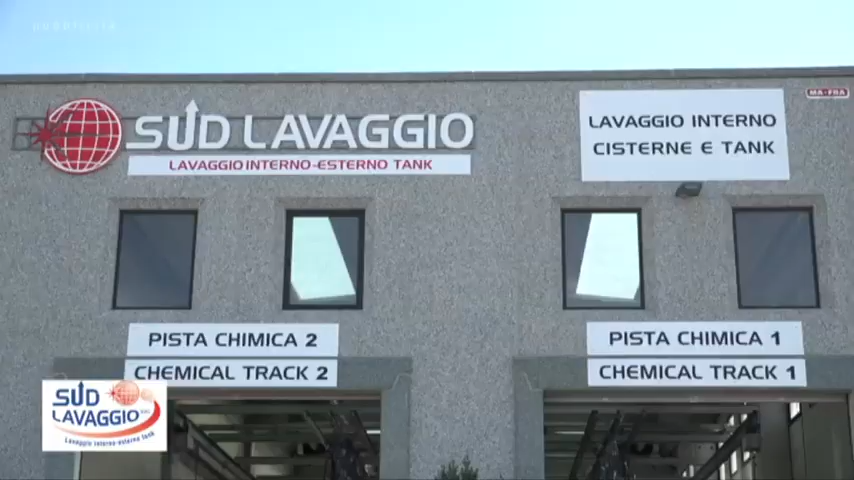 pubblicità
SUD LAVAGGIO
LAVAGGIO INTERNO-ESTERNO TANK
LAVAGGIO INTERNO
CISTERNE E TANK
MA-FRA
PISTA CHIMICA 2
CHEMICAL TRACK 2
PISTA CHIMICA 1
CHEMICAL TRACK 1
SUD
LAVAGGIO
Lavaggio interno-esterno tank